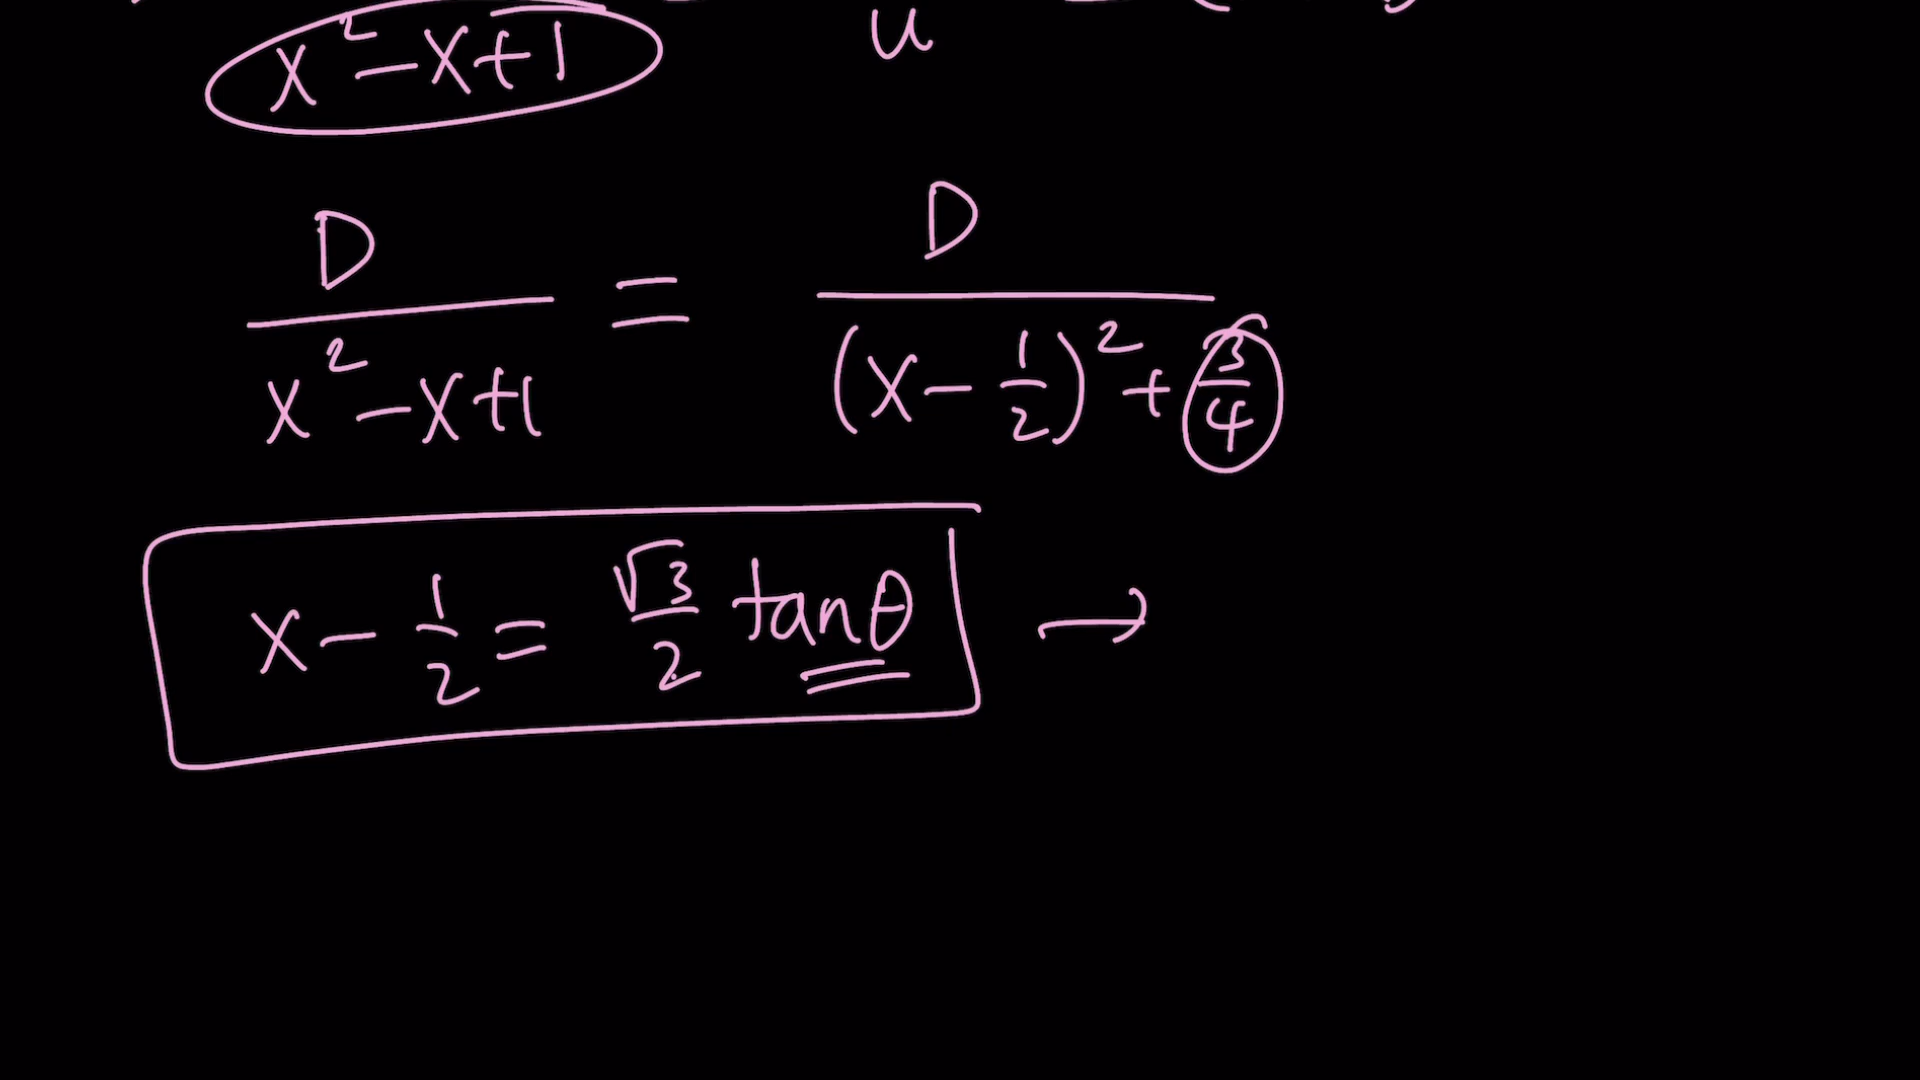 x² - x + 1 u
D / (x² - x + 1) = D / ((x - 1/2)² + 3/4)
x - 1/2 = √3/2 tanθ →